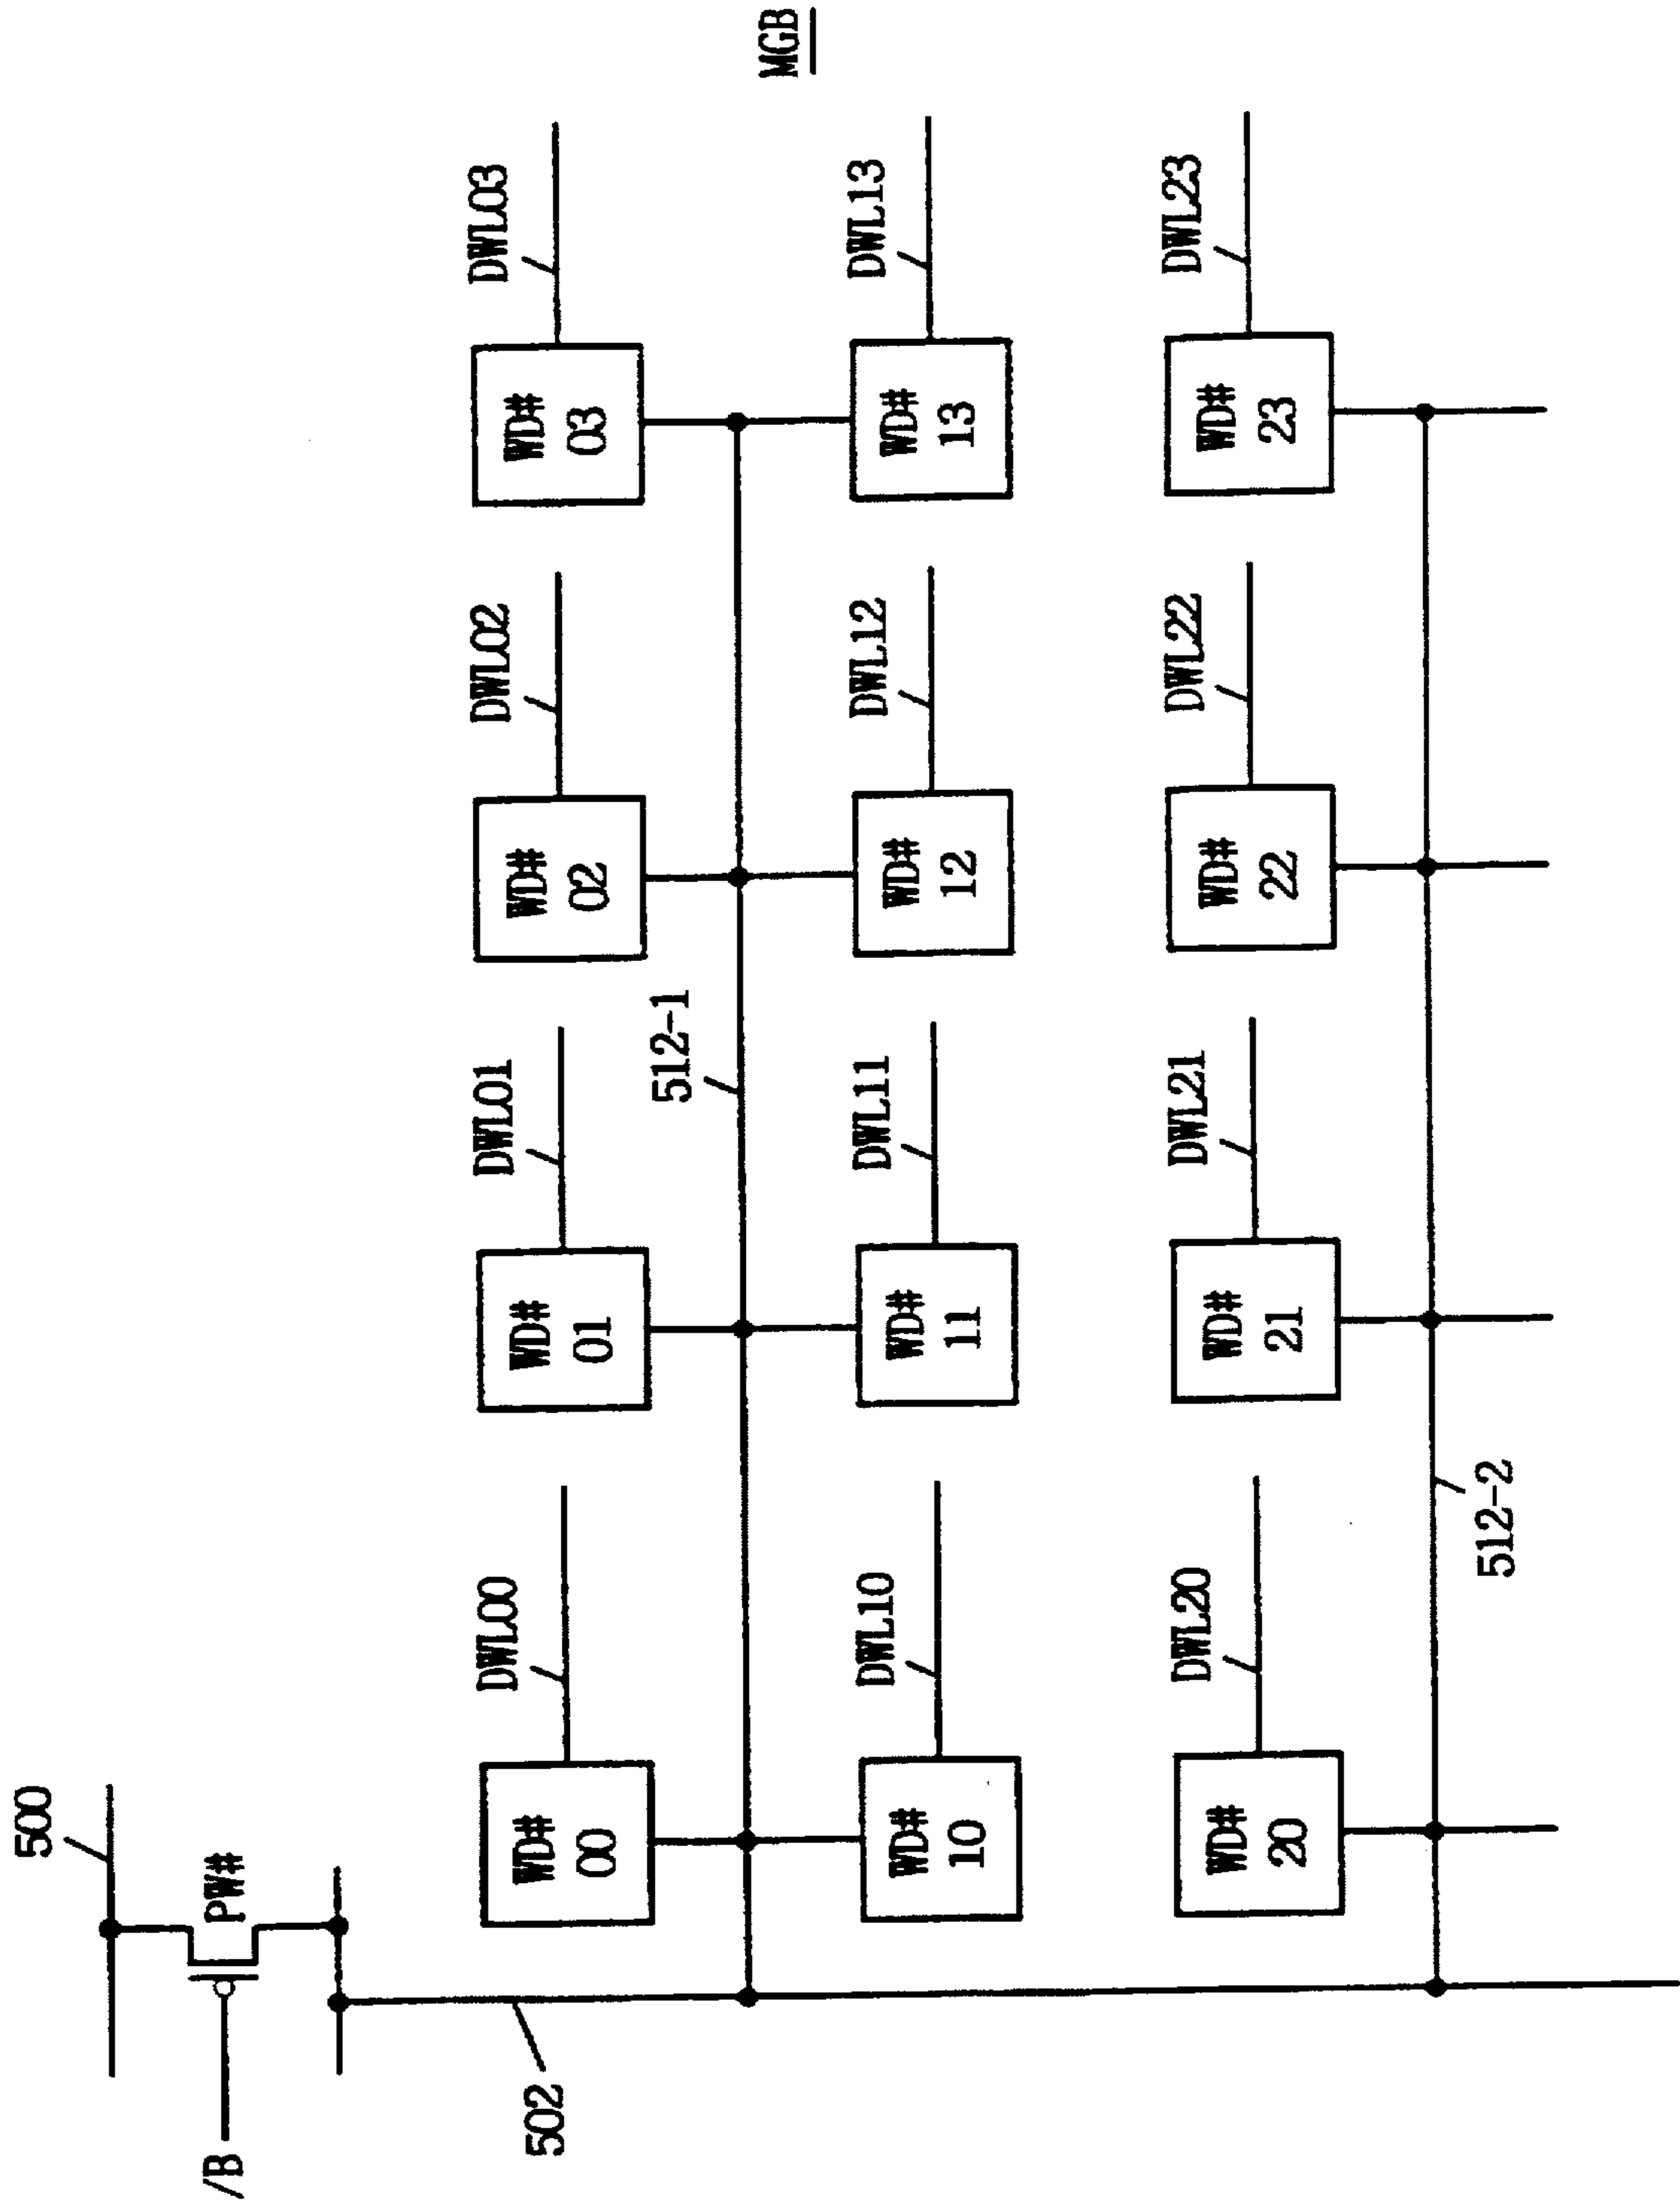 MGB
500
PW#
/B
502
DWL00
DWL01
DWL02
DWL03
WD#
00
WD#
01
WD#
02
WD#
03
512-1
DWL10
DWL11
DWL12
DWL13
WD#
10
WD#
11
WD#
12
WD#
13
DWL20
DWL21
DWL22
DWL23
WD#
20
WD#
21
WD#
22
WD#
23
512-2